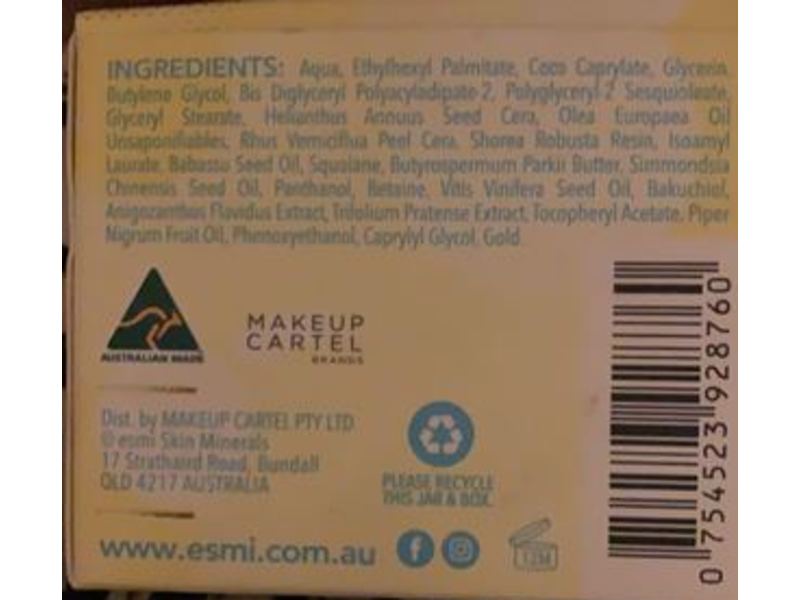 INGREDIENTS: Aqua, Ethylhexyl Palmitate, Coco Caprylate, Glycerin,
Butylene Glycol, Bis Diglyceryl Polyacyladipate-2, Polyglyceryl 2 Sesquioleate,
Glyceryl Stearate, Helianthus Annuus Seed Cera, Olea Europaea Oil
Unsaponifiables, Rhus Verniciflua Peel Cera, Shorea Robusta Resin, Isoamyl
Laurate, Babassu Seed Oil, Squalane, Butyrospermum Parkii Butter, Simmondsia
Chinensis Seed Oil, Panthanol, Betaine, Vitis Vinifera Seed Oil, Bakuchiol,
Anigozanthos Flavidus Extract, Trifolium Pratense Extract, Tocopheryl Acetate, Piper
Nigrum Fruit Oil, Phenoxyethanol, Caprylyl Glycol, Gold.
AUSTRALIAN MADE
MAKEUP
CARTEL
BRANDS
Dist. by MAKEUP CARTEL PTY LTD
© esmi Skin Minerals
17 Strathaird Road, Bundall
QLD 4217 AUSTRALIA
PLEASE RECYCLE
THIS JAR & BOX.
www.esmi.com.au
12M
0 754523 928760